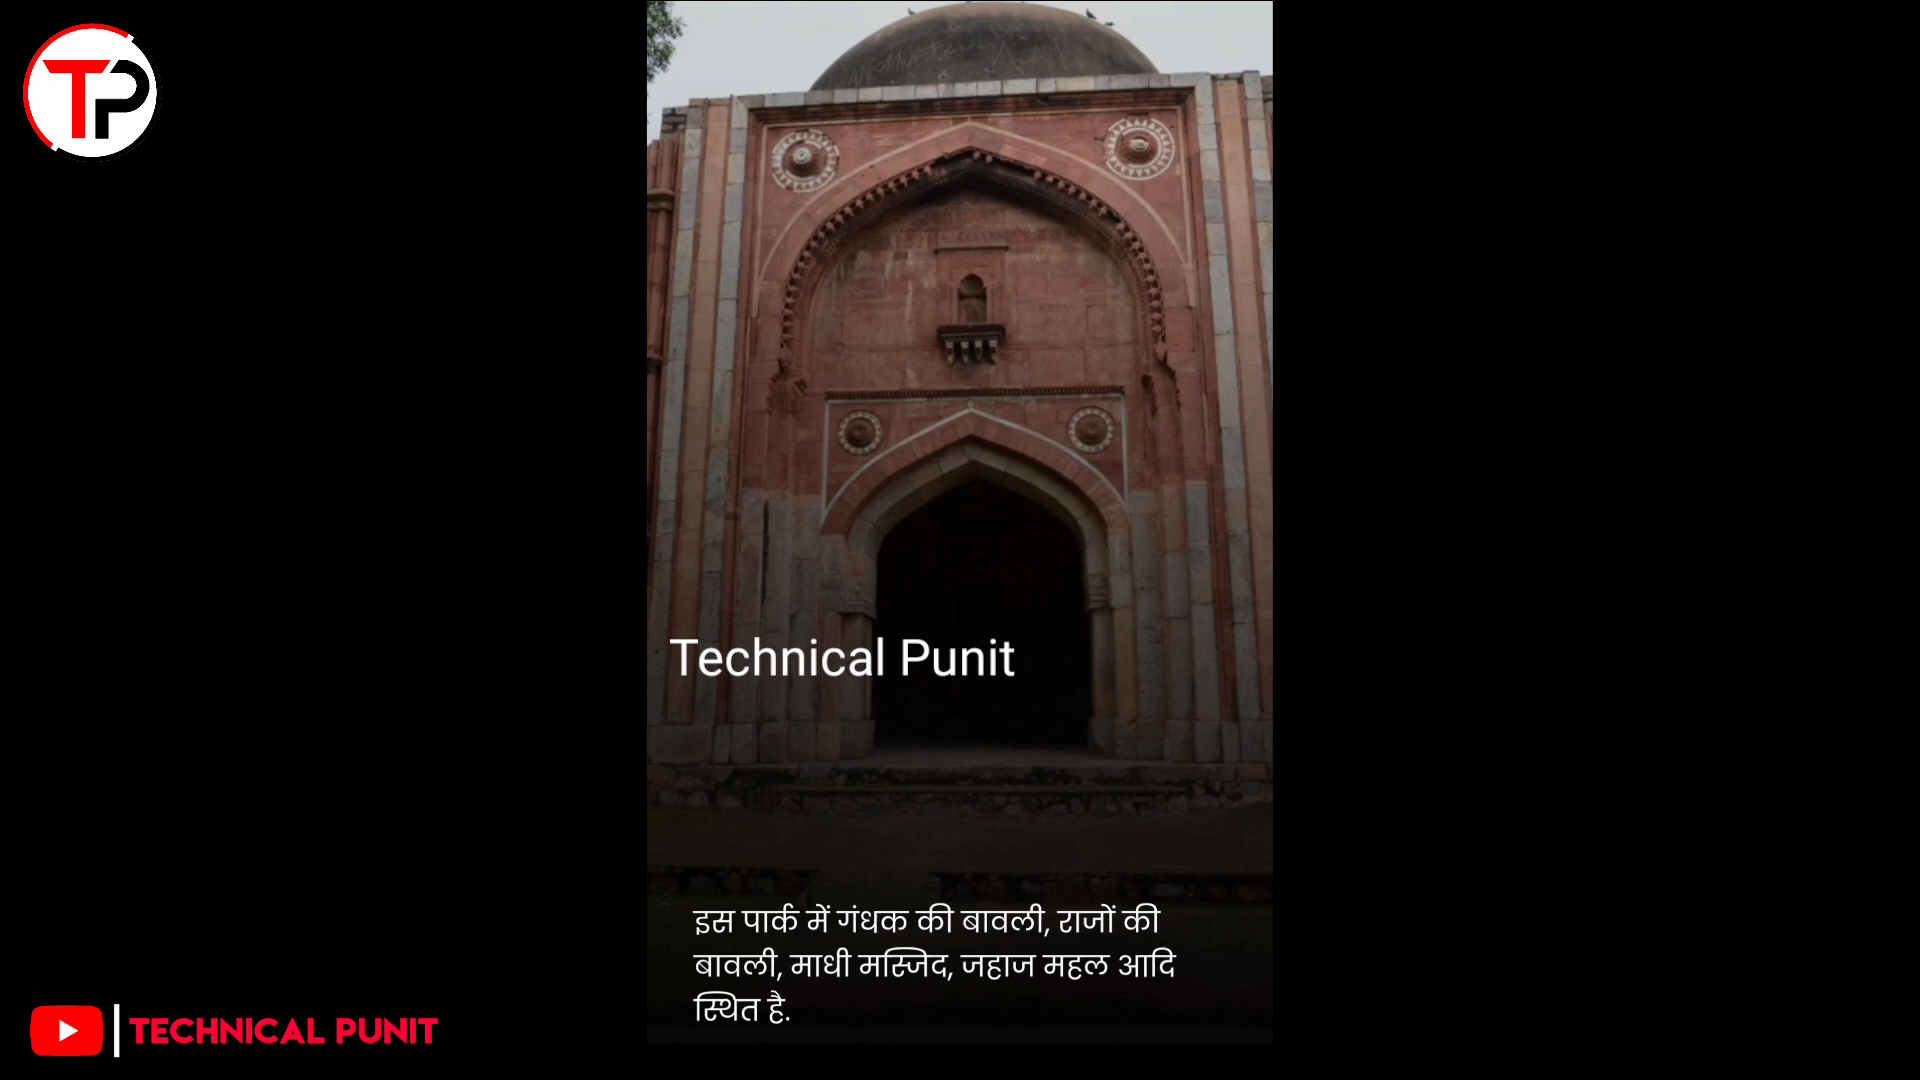 TP
Technical Punit
इस पार्क में गंधक की बावली, राजों की
बावली, माधी मस्जिद, जहाज महल आदि
स्थित है.
TECHNICAL PUNIT